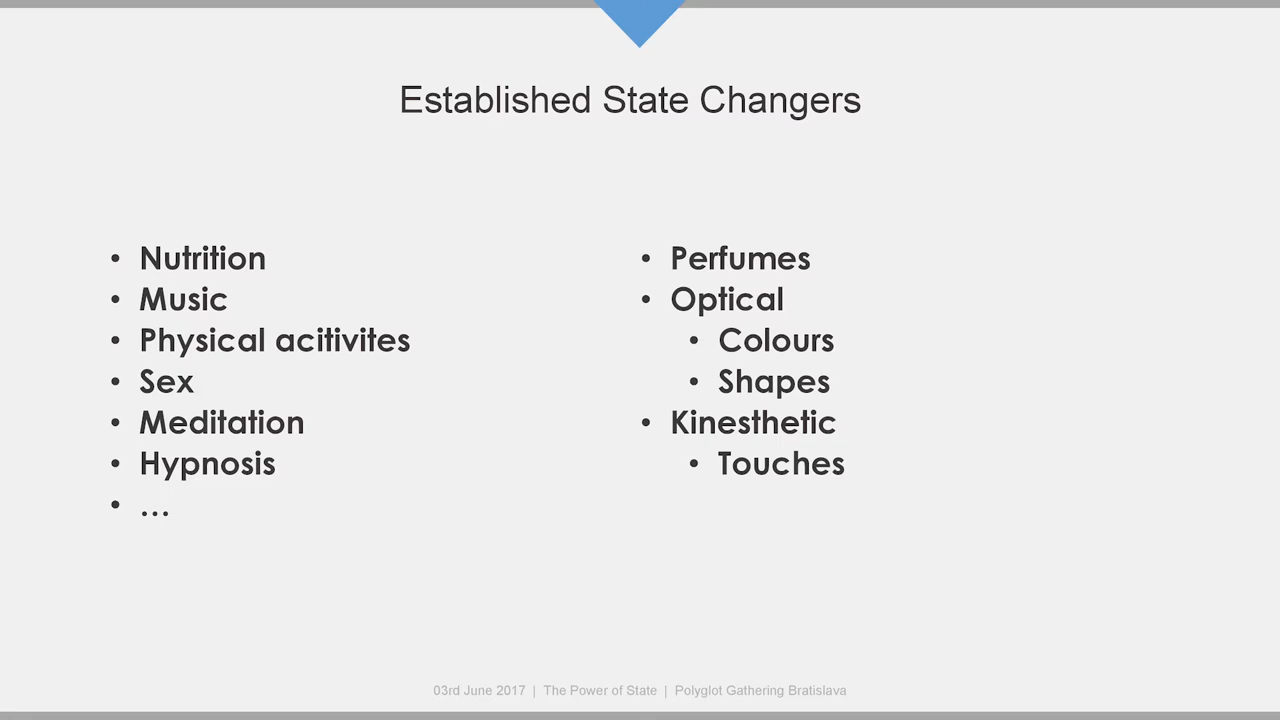 Established State Changers
• Nutrition
• Music
• Physical acitivites
• Sex
• Meditation
• Hypnosis
• …
• Perfumes
• Optical
• Colours
• Shapes
• Kinesthetic
• Touches
03rd June 2017 | The Power of State | Polyglot Gathering Bratislava